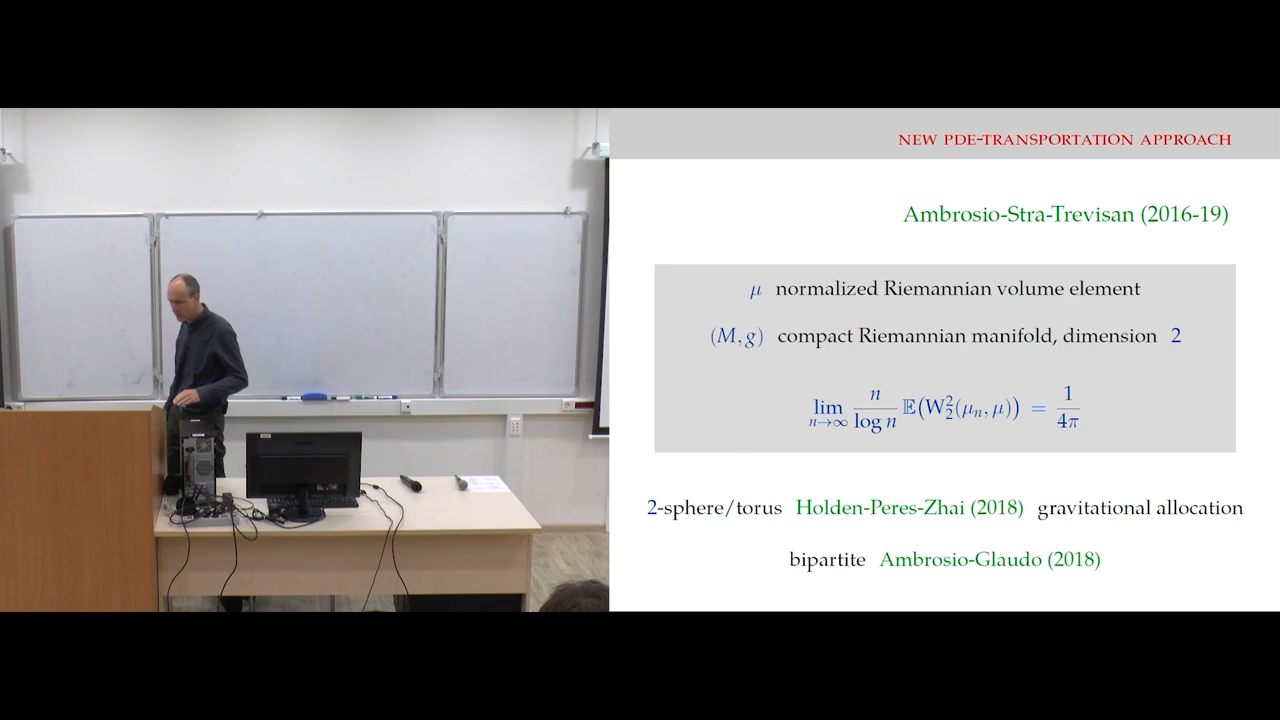 NEW PDE-TRANSPORTATION APPROACH
Ambrosio-Stra-Trevisan (2016-19)
μ normalized Riemannian volume element
(M, g) compact Riemannian manifold, dimension 2
lim n→∞ n/log n 𝔼(W₂²(μₙ, μ)) = 1/4π
2-sphere/torus Holden-Peres-Zhai (2018) gravitational allocation
bipartite Ambrosio-Glaudo (2018)